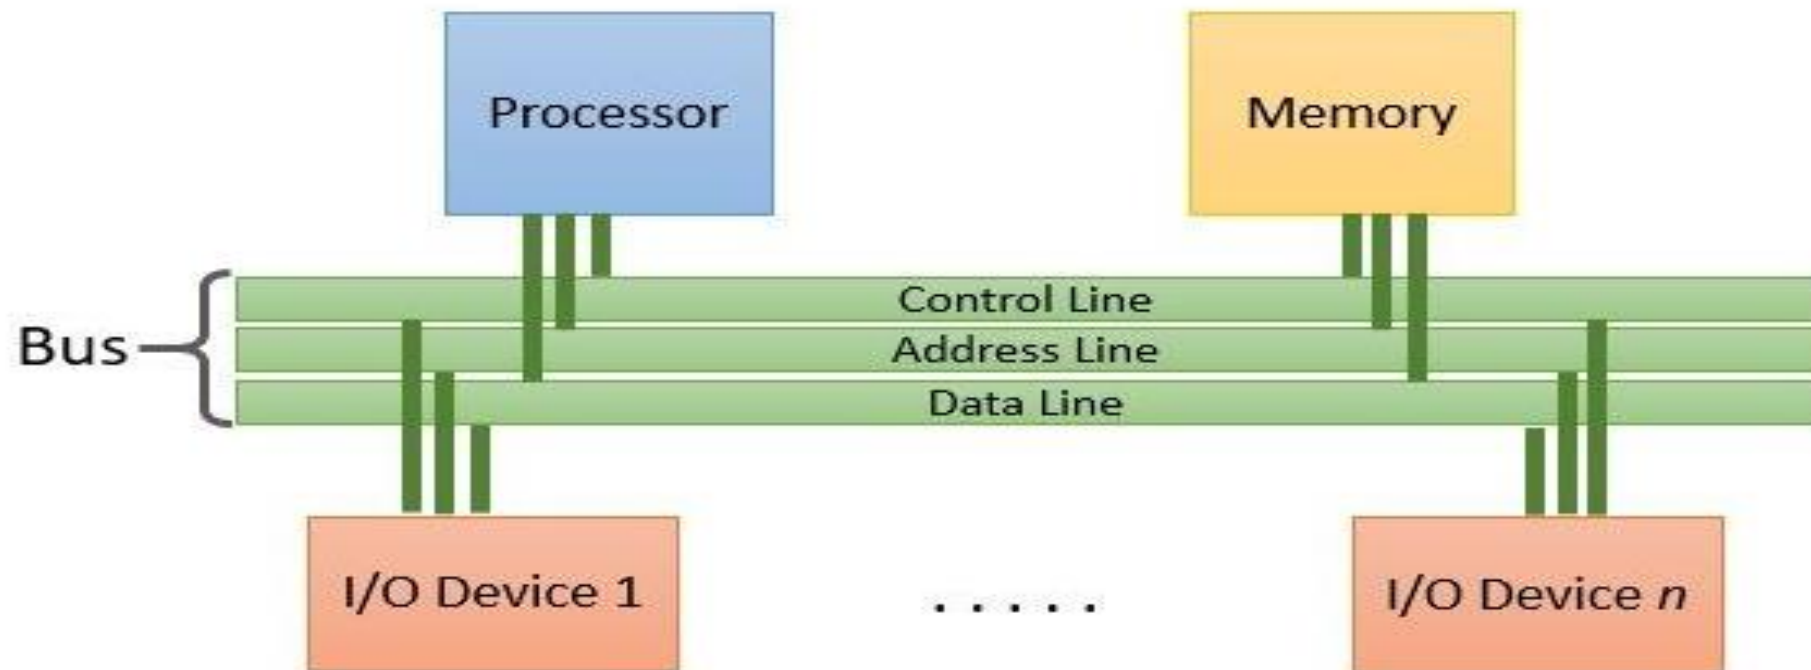 Processor
Memory
Bus
Control Line
Address Line
Data Line
I/O Device 1
. . . . .
I/O Device n